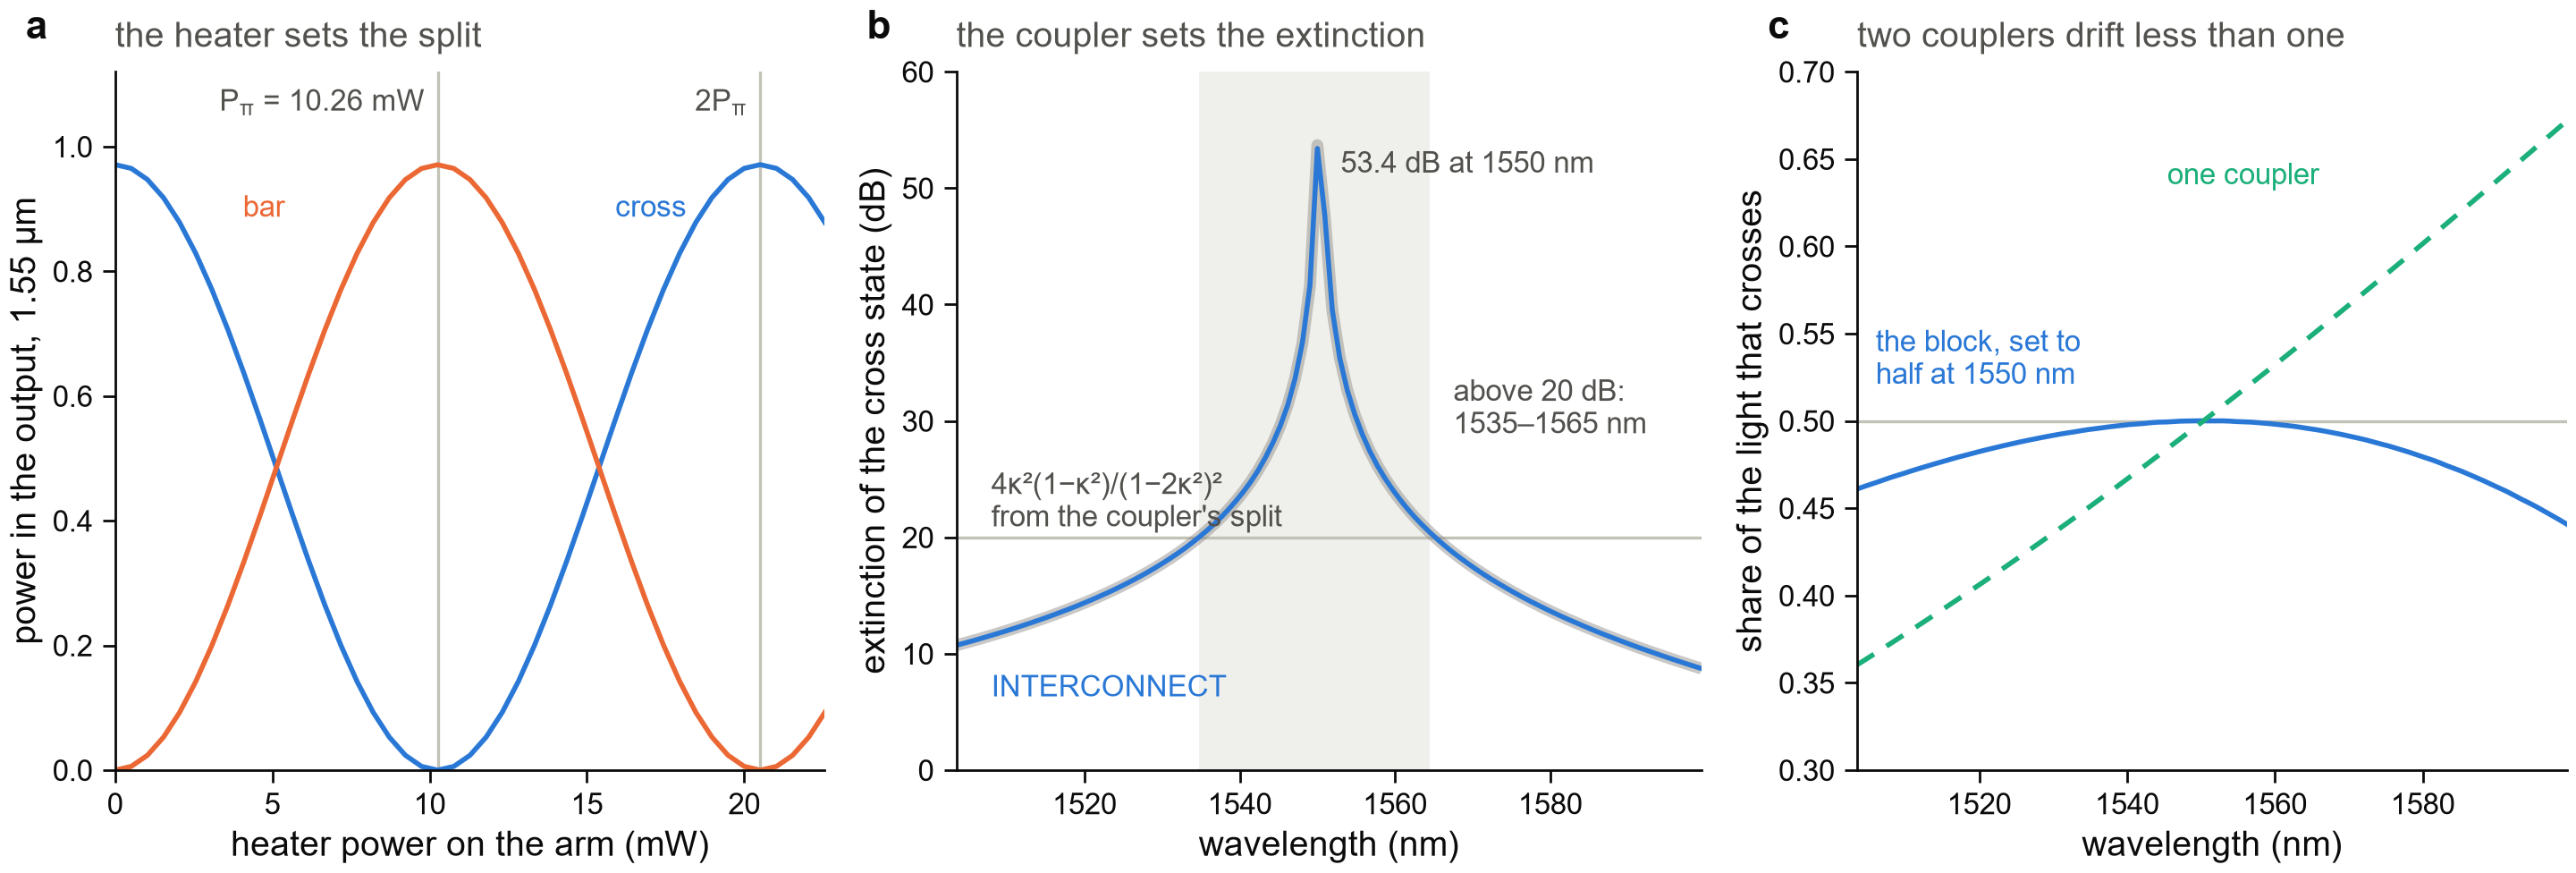 a
the heater sets the split
Pπ = 10.26 mW
2Pπ
bar
cross
power in the output, 1.55 µm
1.0
0.8
0.6
0.4
0.2
0.0
0
5
10
15
20
heater power on the arm (mW)
b
the coupler sets the extinction
53.4 dB at 1550 nm
above 20 dB:
1535–1565 nm
4κ²(1−κ²)/(1−2κ²)²
from the coupler's split
INTERCONNECT
extinction of the cross state (dB)
60
50
40
30
20
10
0
1520
1540
1560
1580
wavelength (nm)
c
two couplers drift less than one
one coupler
the block, set to
half at 1550 nm
share of the light that crosses
0.70
0.65
0.60
0.55
0.50
0.45
0.40
0.35
0.30
1520
1540
1560
1580
wavelength (nm)